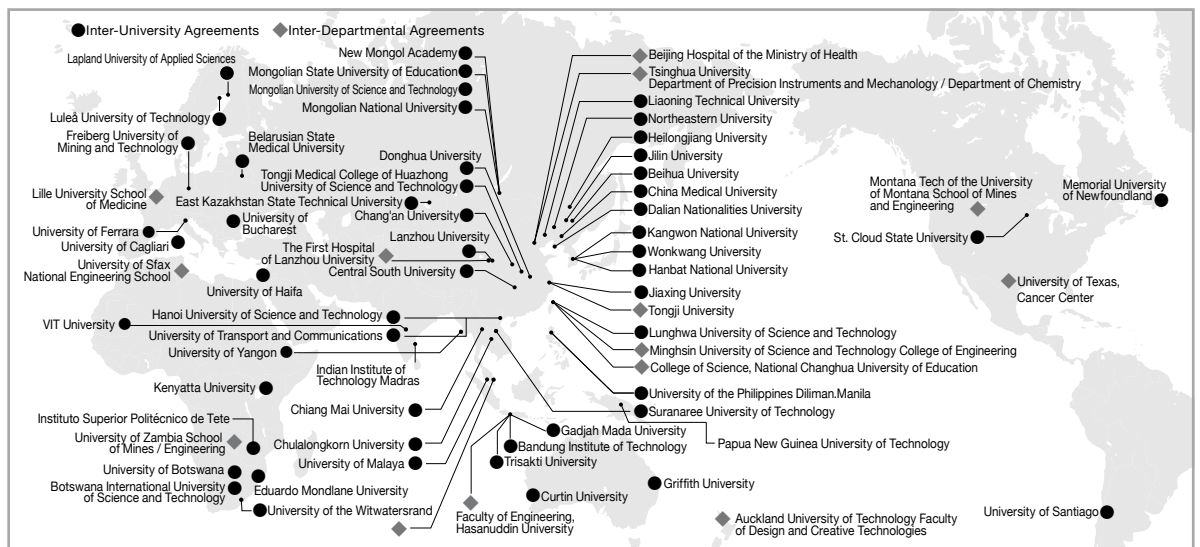 Inter-University Agreements
Inter-Departmental Agreements
Lapland University of Applied Sciences
Luleå University of Technology
Freiberg University of
Mining and Technology
Belarusian State
Medical University
Lille University School
of Medicine
East Kazakhstan State Technical University
University of Ferrara
University of
Bucharest
University of Cagliari
University of Sfax
National Engineering School
University of Haifa
New Mongol Academy
Mongolian State University of Education
Mongolian University of Science and Technology
Mongolian National University
Donghua University
Tongji Medical College of Huazhong
University of Science and Technology
Chang'an University
Lanzhou University
The First Hospital
of Lanzhou University
Central South University
Hanoi University of Science and Technology
VIT University
University of Transport and Communications
University of Yangon
Indian Institute of
Technology Madras
Kenyatta University
Chiang Mai University
Instituto Superior Politécnico de Tete
University of Zambia School
of Mines / Engineering
Chulalongkorn University
University of Malaya
University of Botswana
Botswana International University
of Science and Technology
Eduardo Mondlane University
University of the Witwatersrand
Beijing Hospital of the Ministry of Health
Tsinghua University
Department of Precision Instruments and Mechanology / Department of Chemistry
Liaoning Technical University
Northeastern University
Heilongjiang University
Jilin University
Beihua University
China Medical University
Dalian Nationalities University
Kangwon National University
Wonkwang University
Hanbat National University
Jiaxing University
Tongji University
Lunghwa University of Science and Technology
Minghsin University of Science and Technology College of Engineering
College of Science, National Changhua University of Education
University of the Philippines Diliman.Manila
Suranaree University of Technology
Gadjah Mada University
Papua New Guinea University of Technology
Bandung Institute of Technology
Trisakti University
Griffith University
Curtin University
Faculty of Engineering,
Hasanuddin University
Auckland University of Technology Faculty
of Design and Creative Technologies
Montana Tech of the University
of Montana School of Mines
and Engineering
Memorial University
of Newfoundland
St. Cloud State University
University of Texas,
Cancer Center
University of Santiago